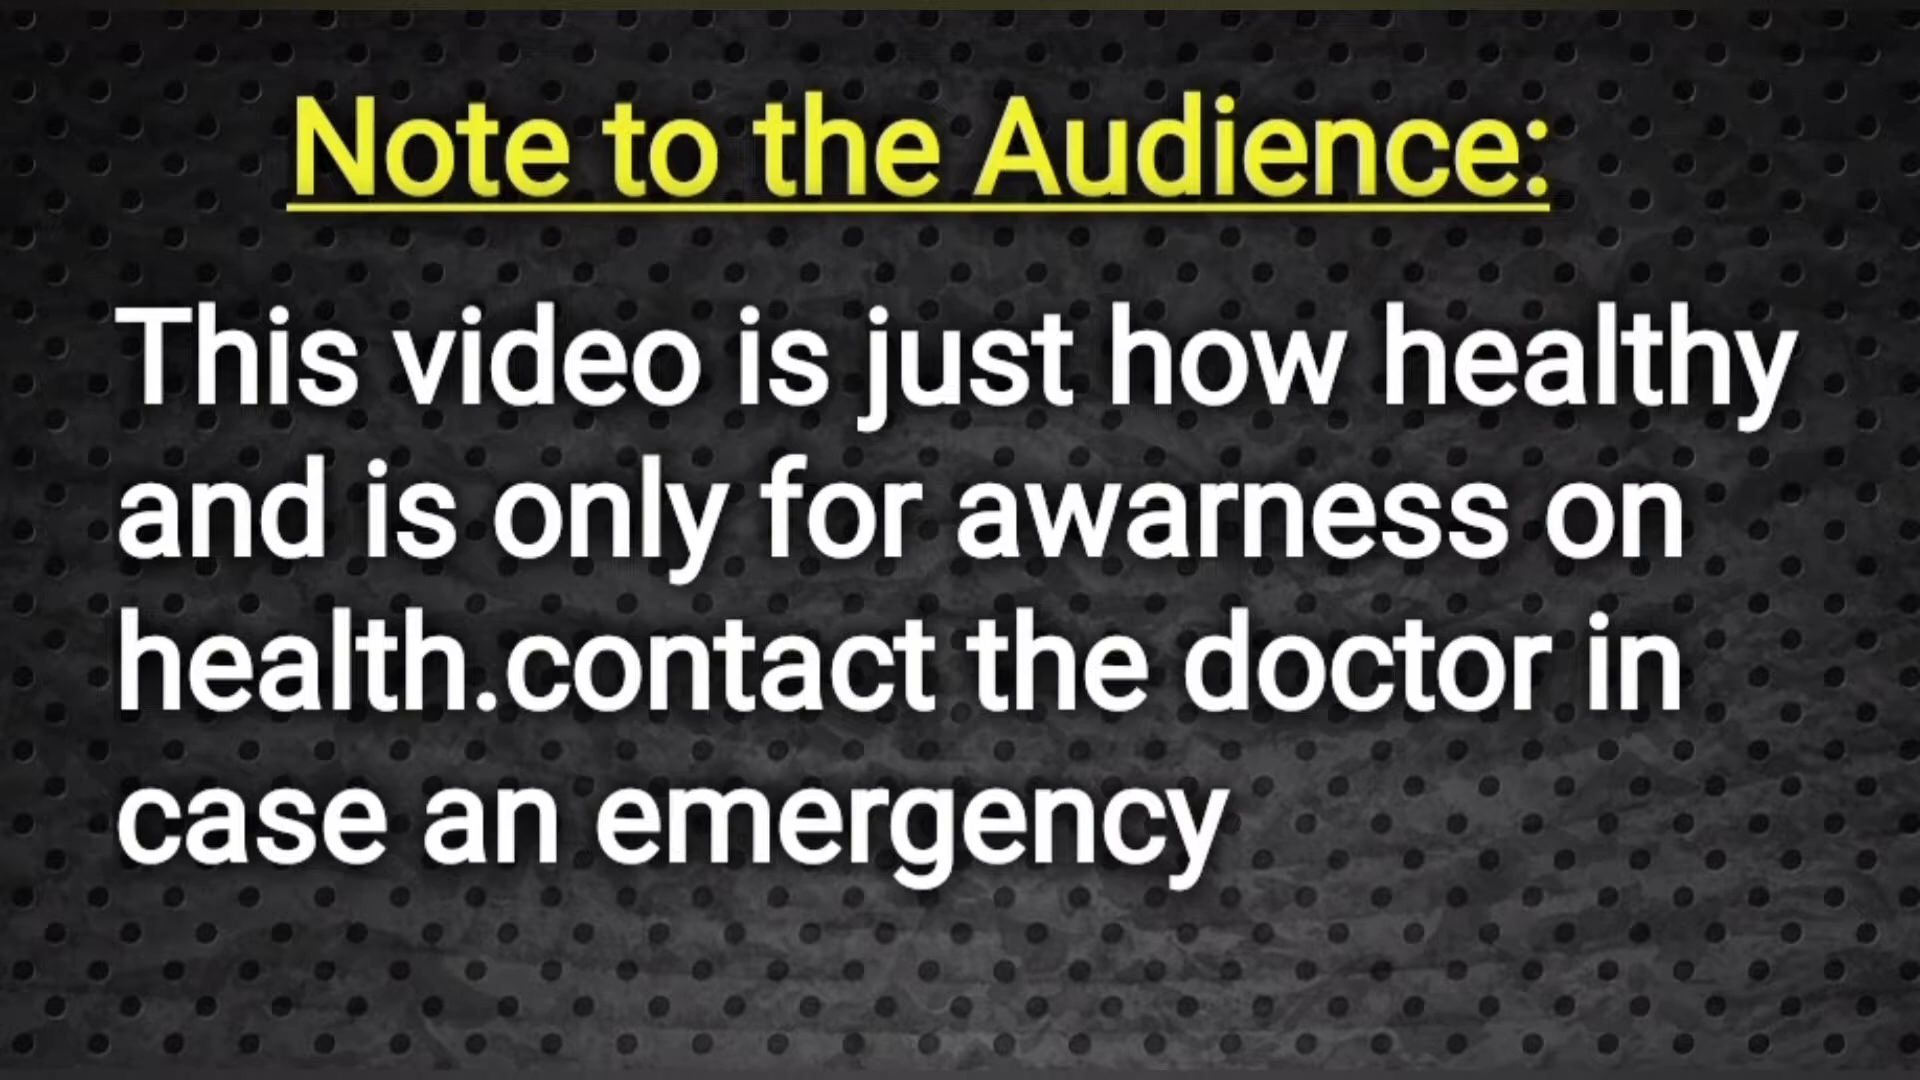 Note to the Audience:
This video is just how healthy
and is only for awarness on
health.contact the doctor in
case an emergency